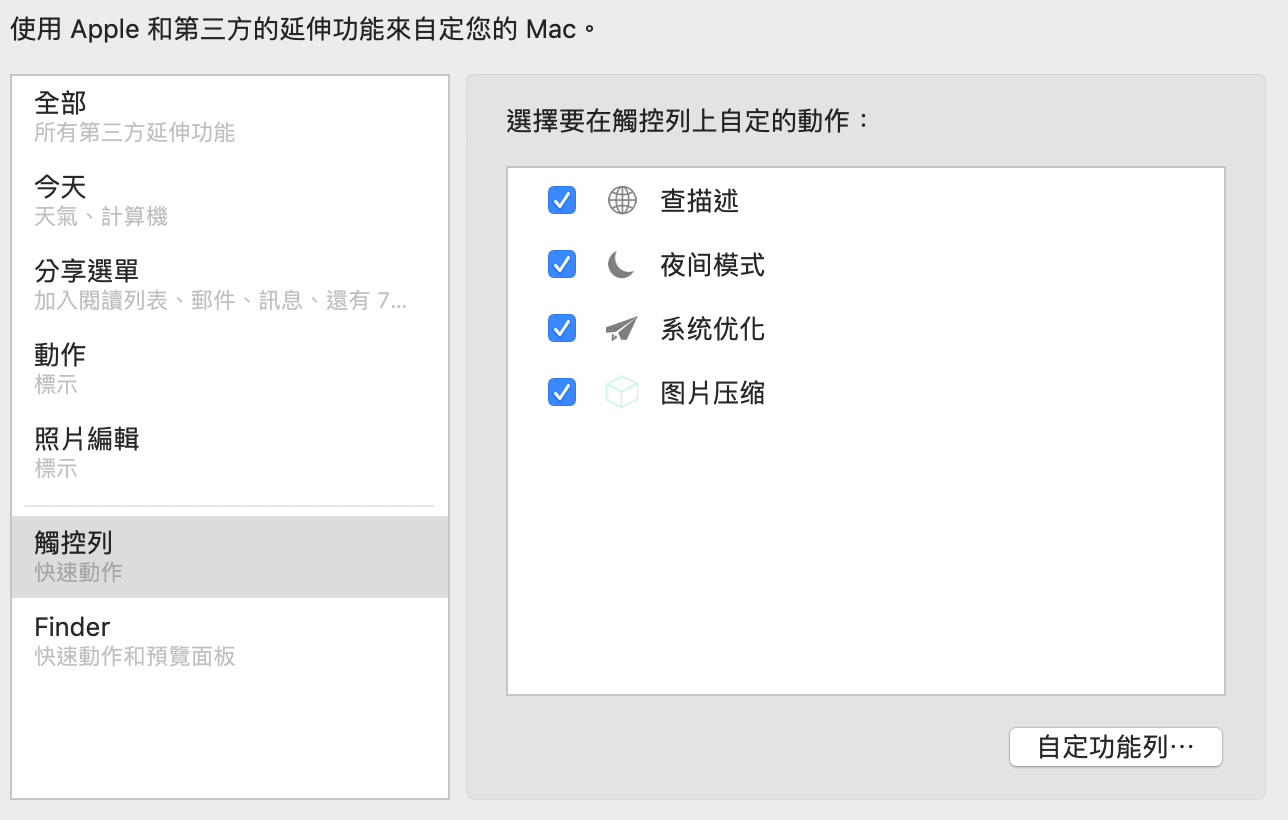 使用 Apple 和第三方的延伸功能來自定您的 Mac。
全部
所有第三方延伸功能
今天
天氣、計算機
分享選單
加入閱讀列表、郵件、訊息、還有 7...
動作
標示
照片編輯
標示
觸控列
快速動作
Finder
快速動作和預覽面板
選擇要在觸控列上自定的動作：
查描述
夜间模式
系统优化
图片压缩
自定功能列⋯